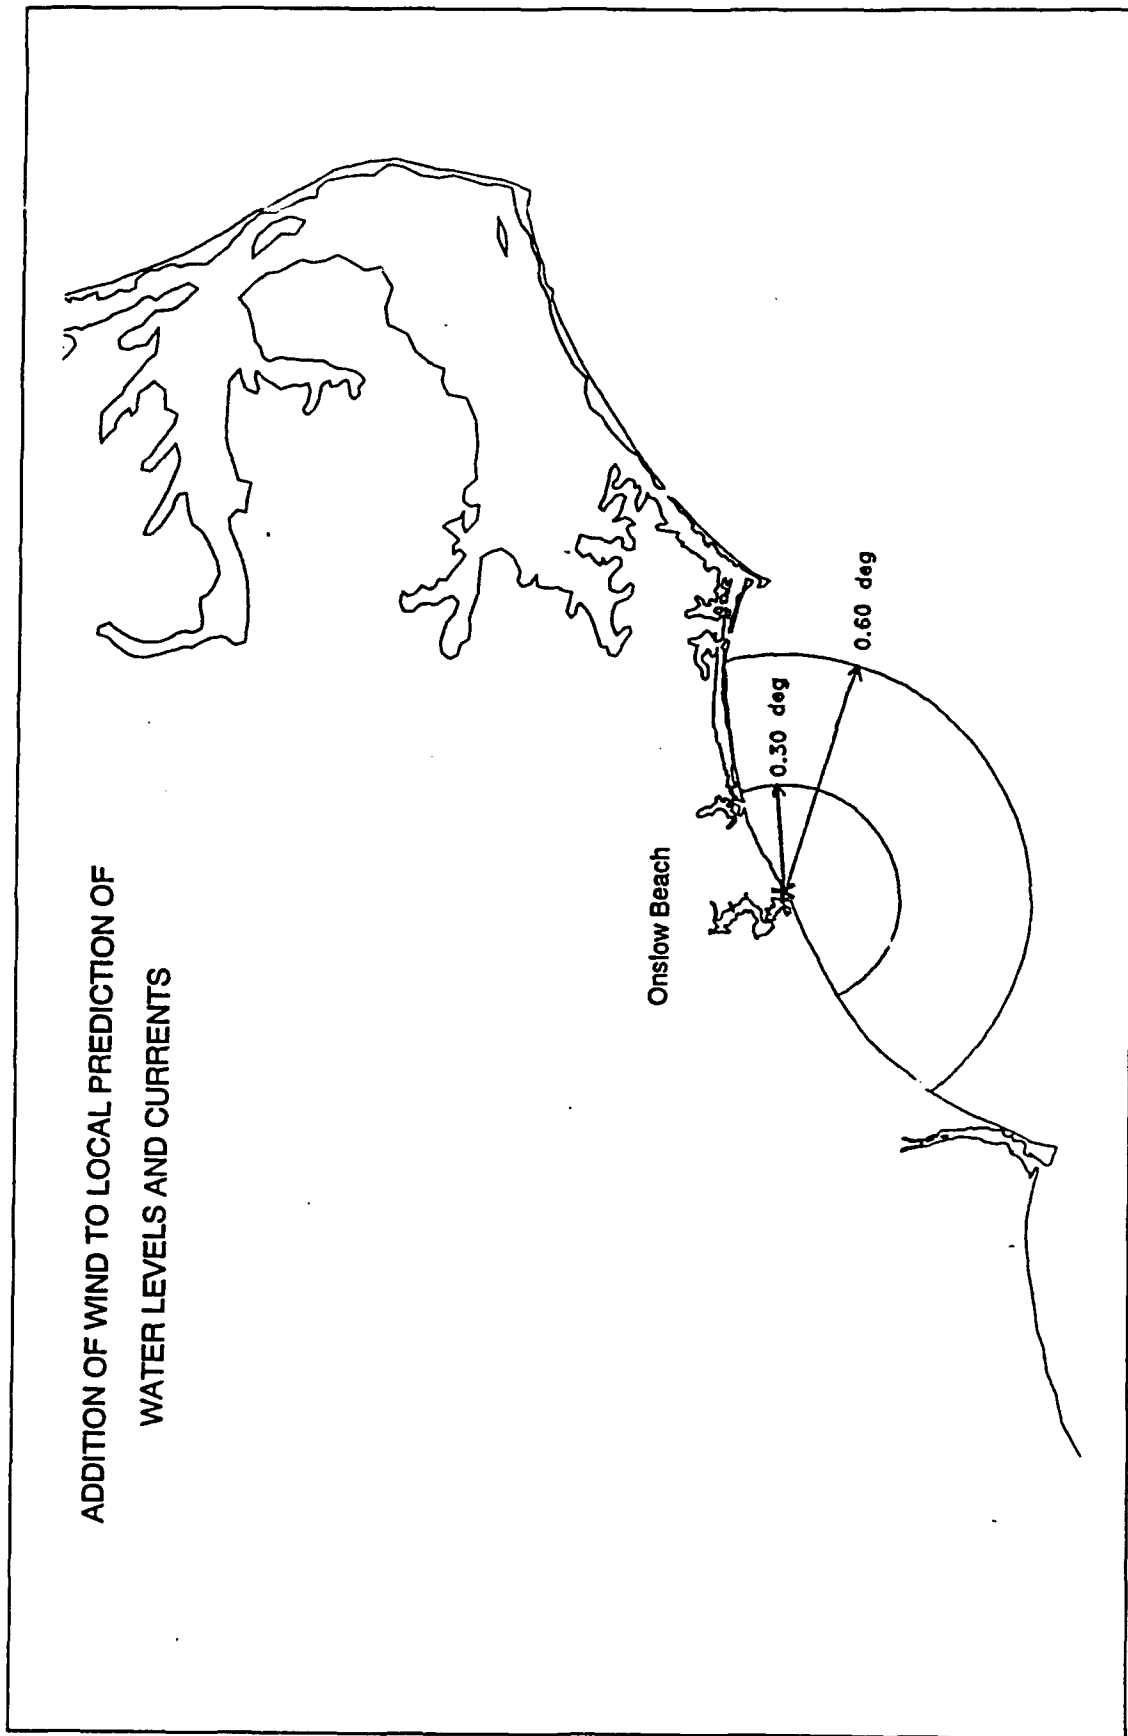 ADDITION OF WIND TO LOCAL PREDICTION OF
WATER LEVELS AND CURRENTS
Onslow Beach
0.30 deg
0.60 deg